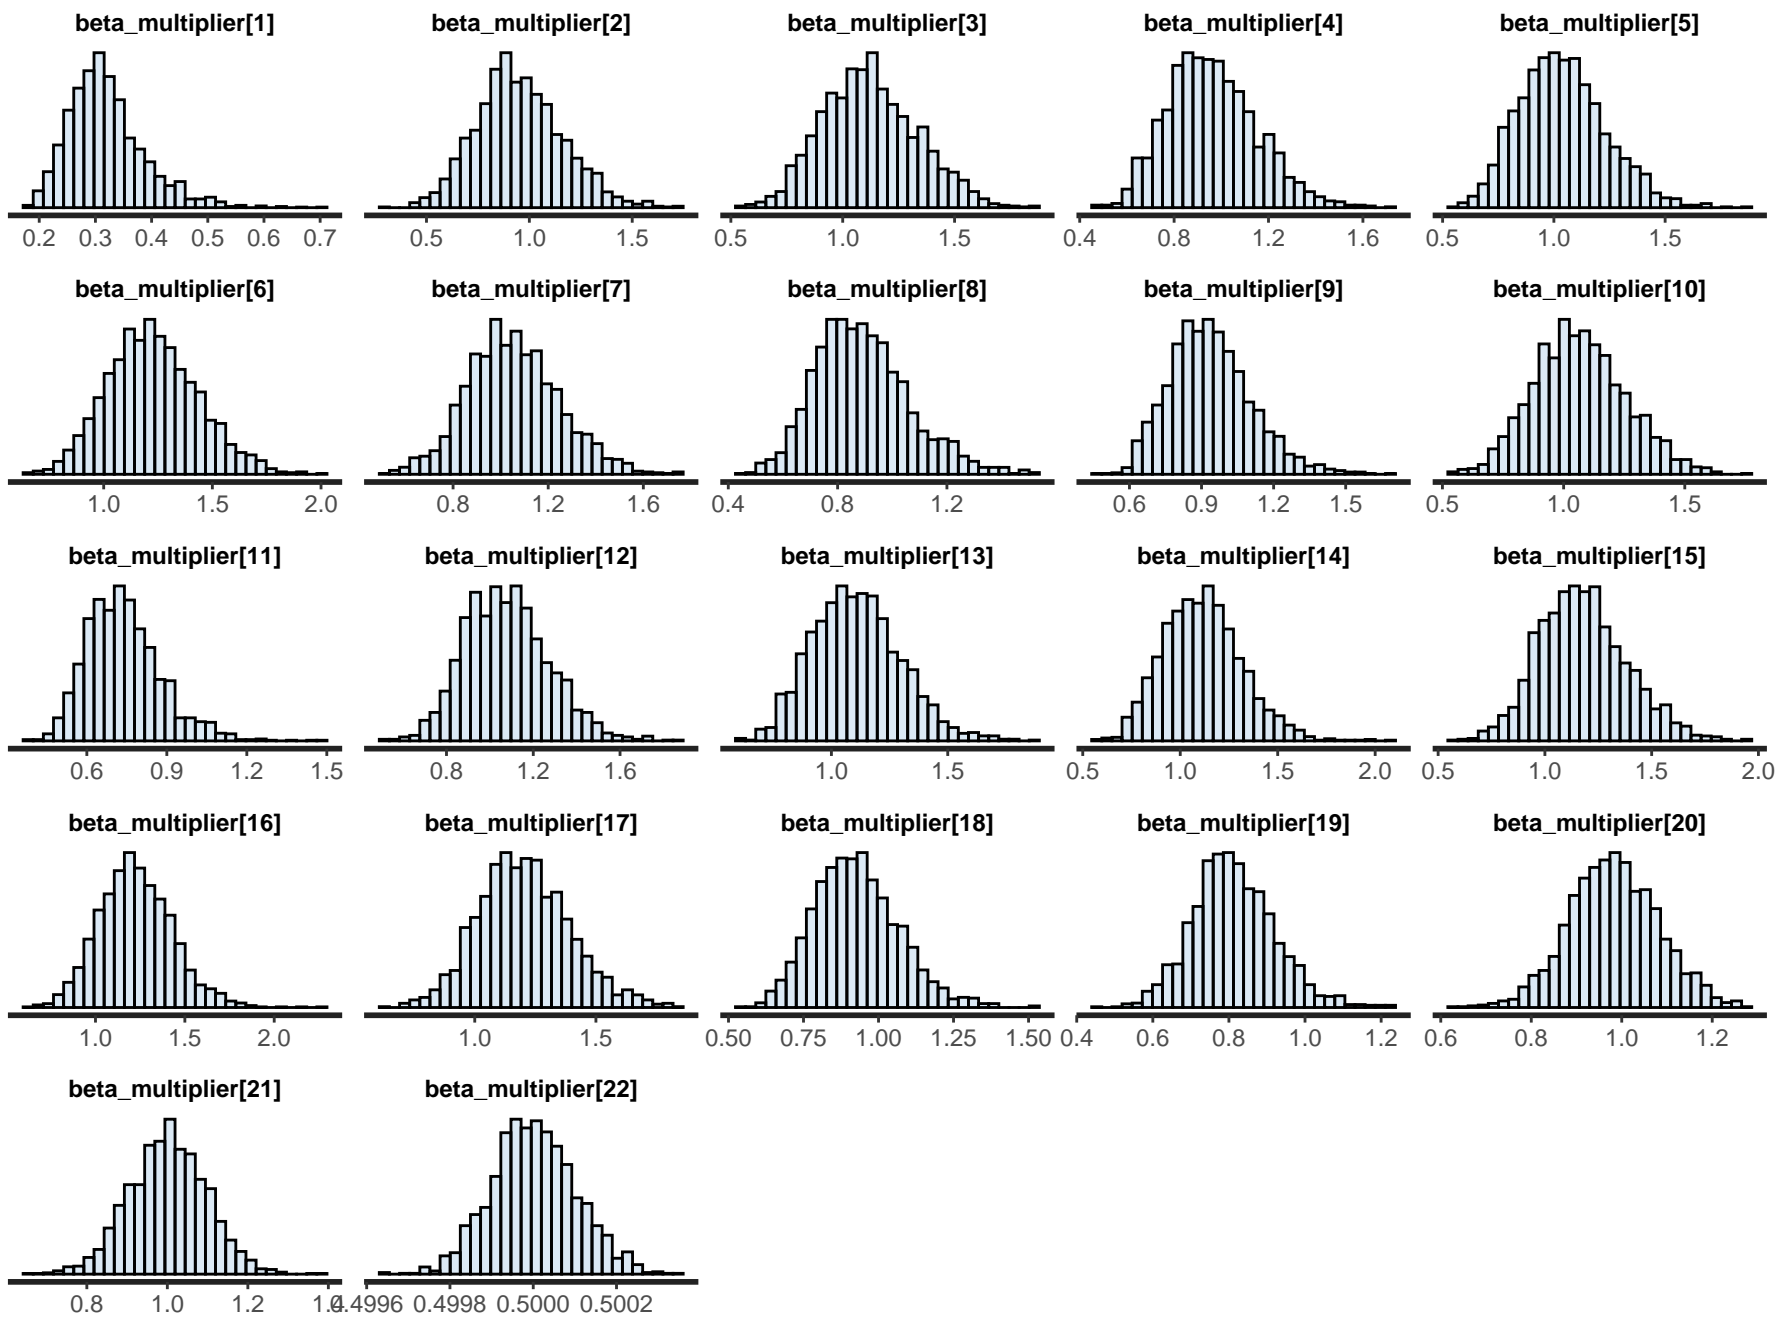 beta_multiplier[1] beta_multiplier[2] beta_multiplier[3] beta_multiplier[4] beta_multiplier[5]
0.2 0.3 0.4 0.5 0.6 0.7 0.5 1.0 1.5 0.5 1.0 1.5 0.4 0.8 1.2 1.6 0.5 1.0 1.5
beta_multiplier[6] beta_multiplier[7] beta_multiplier[8] beta_multiplier[9] beta_multiplier[10]
1.0 1.5 2.0 0.8 1.2 1.6 0.4 0.8 1.2 0.6 0.9 1.2 1.5 0.5 1.0 1.5
beta_multiplier[11] beta_multiplier[12] beta_multiplier[13] beta_multiplier[14] beta_multiplier[15]
0.6 0.9 1.2 1.5 0.8 1.2 1.6 1.0 1.5 0.5 1.0 1.5 2.0 0.5 1.0 1.5 2.0
beta_multiplier[16] beta_multiplier[17] beta_multiplier[18] beta_multiplier[19] beta_multiplier[20]
1.0 1.5 2.0 1.0 1.5 0.50 0.75 1.00 1.25 1.50 0.4 0.6 0.8 1.0 1.2 0.6 0.8 1.0 1.2
beta_multiplier[21] beta_multiplier[22]
0.8 1.0 1.2 1.4 0.4996 0.4998 0.5000 0.5002